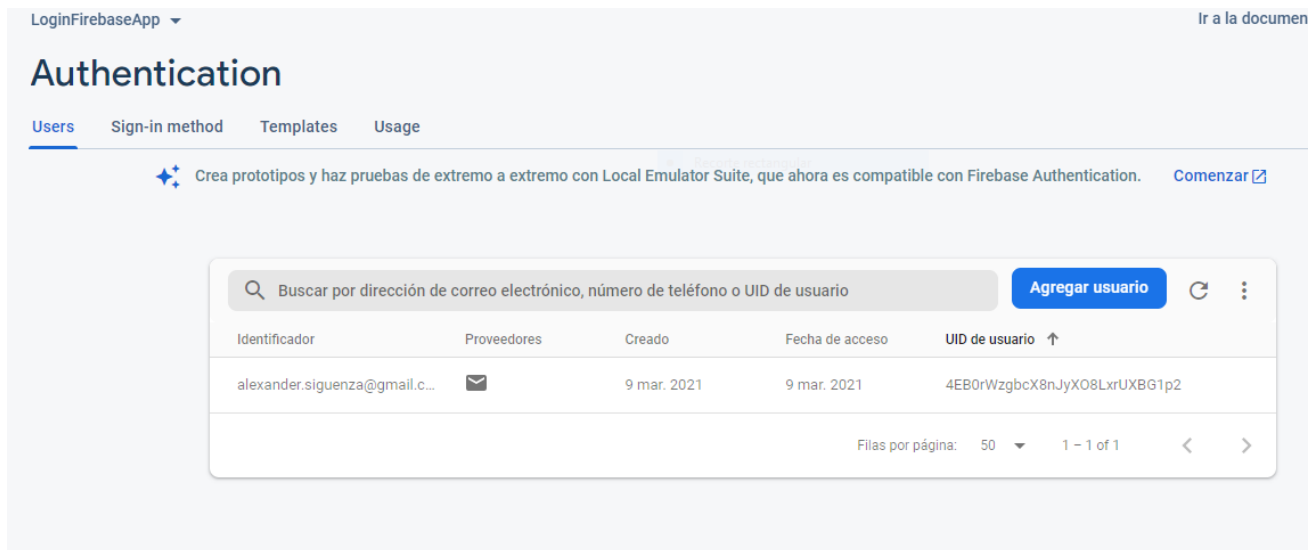 LoginFirebaseApp
Ir a la documen
Authentication
Users Sign-in method Templates Usage
Crea prototipos y haz pruebas de extremo a extremo con Local Emulator Suite, que ahora es compatible con Firebase Authentication. Comenzar
Buscar por dirección de correo electrónico, número de teléfono o UID de usuario
Agregar usuario
Identificador Proveedores Creado Fecha de acceso UID de usuario
alexander.siguenza@gmail.c... 9 mar. 2021 9 mar. 2021 4EB0rWzgbcX8nJyXO8LxrUXBG1p2
Filas por página: 50 1 – 1 of 1